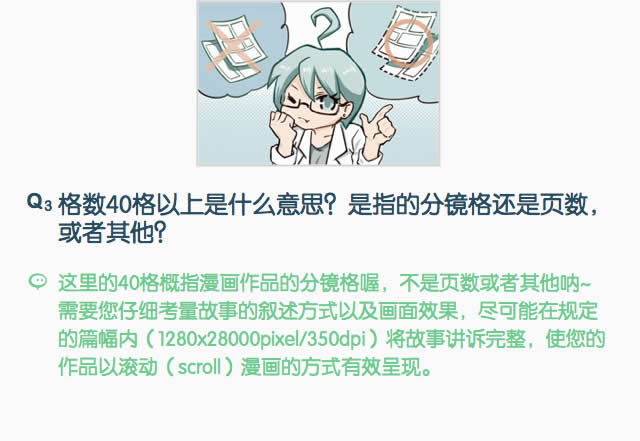 Q3 格数40格以上是什么意思？是指的分镜格还是页数，
或者其他？
这里的40格概指漫画作品的分镜格喔，不是页数或者其他呐~
需要您仔细考量故事的叙述方式以及画面效果，尽可能在规定
的篇幅内（1280x28000pixel/350dpi）将故事讲诉完整，使您的
作品以滚动（scroll）漫画的方式有效呈现。